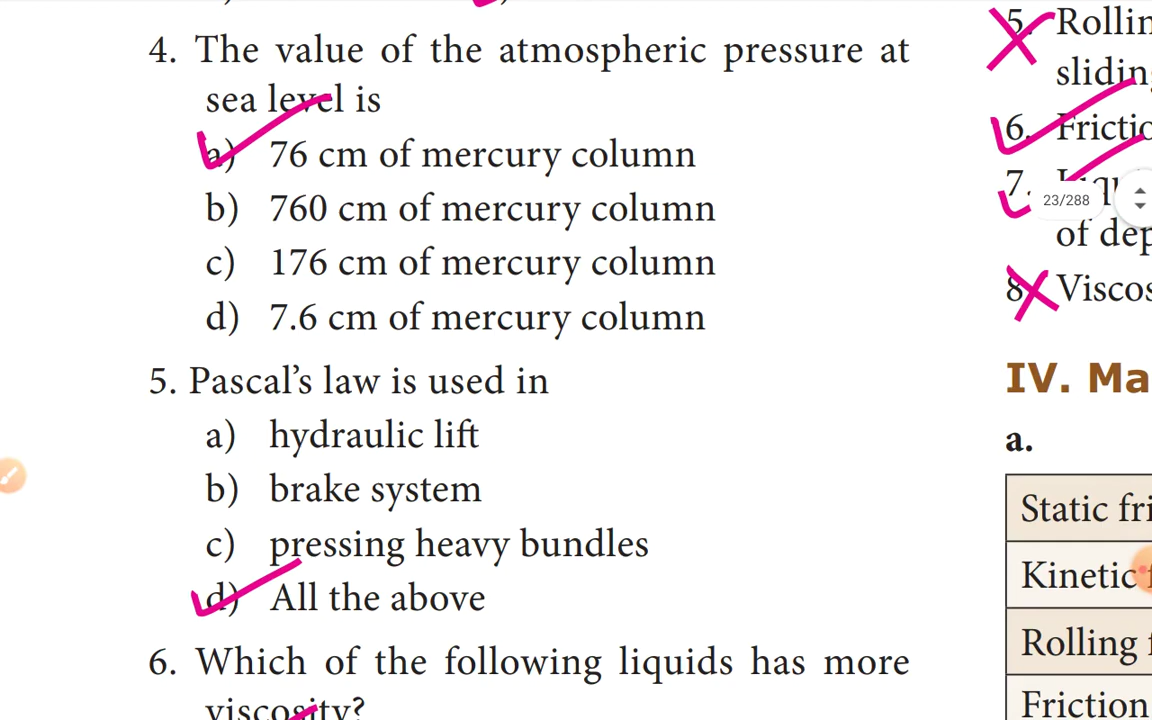 4. The value of the atmospheric pressure at
sea level is
a) 76 cm of mercury column
b) 760 cm of mercury column
c) 176 cm of mercury column
d) 7.6 cm of mercury column
5. Pascal’s law is used in
a) hydraulic lift
b) brake system
c) pressing heavy bundles
d) All the above
6. Which of the following liquids has more
viscosity?
5. Rollin
sliding
6. Frictio
7.
23/288
of dep
8. Viscos
IV. Ma
a.
Static fri
Kinetic f
Rolling f
Friction